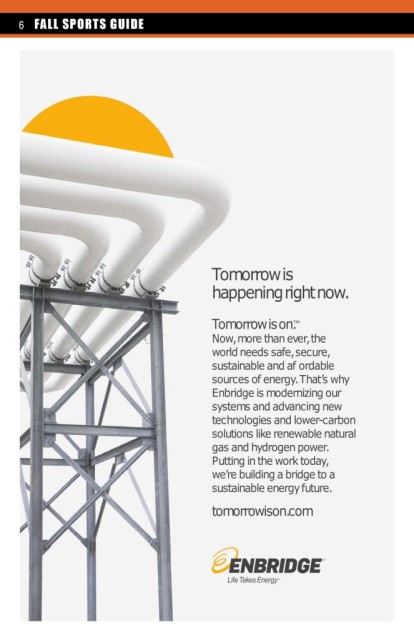 6 FALL SPORTS GUIDE
Tomorrow is
happening right now.
Tomorrow is on.™
Now, more than ever, the
world needs safe, secure,
sustainable and af ordable
sources of energy. That's why
Enbridge is modernizing our
systems and advancing new
technologies and lower-carbon
solutions like renewable natural
gas and hydrogen power.
Putting in the work today,
we're building a bridge to a
sustainable energy future.
tomorrowison.com
ENBRIDGE®
Life Takes Energy™